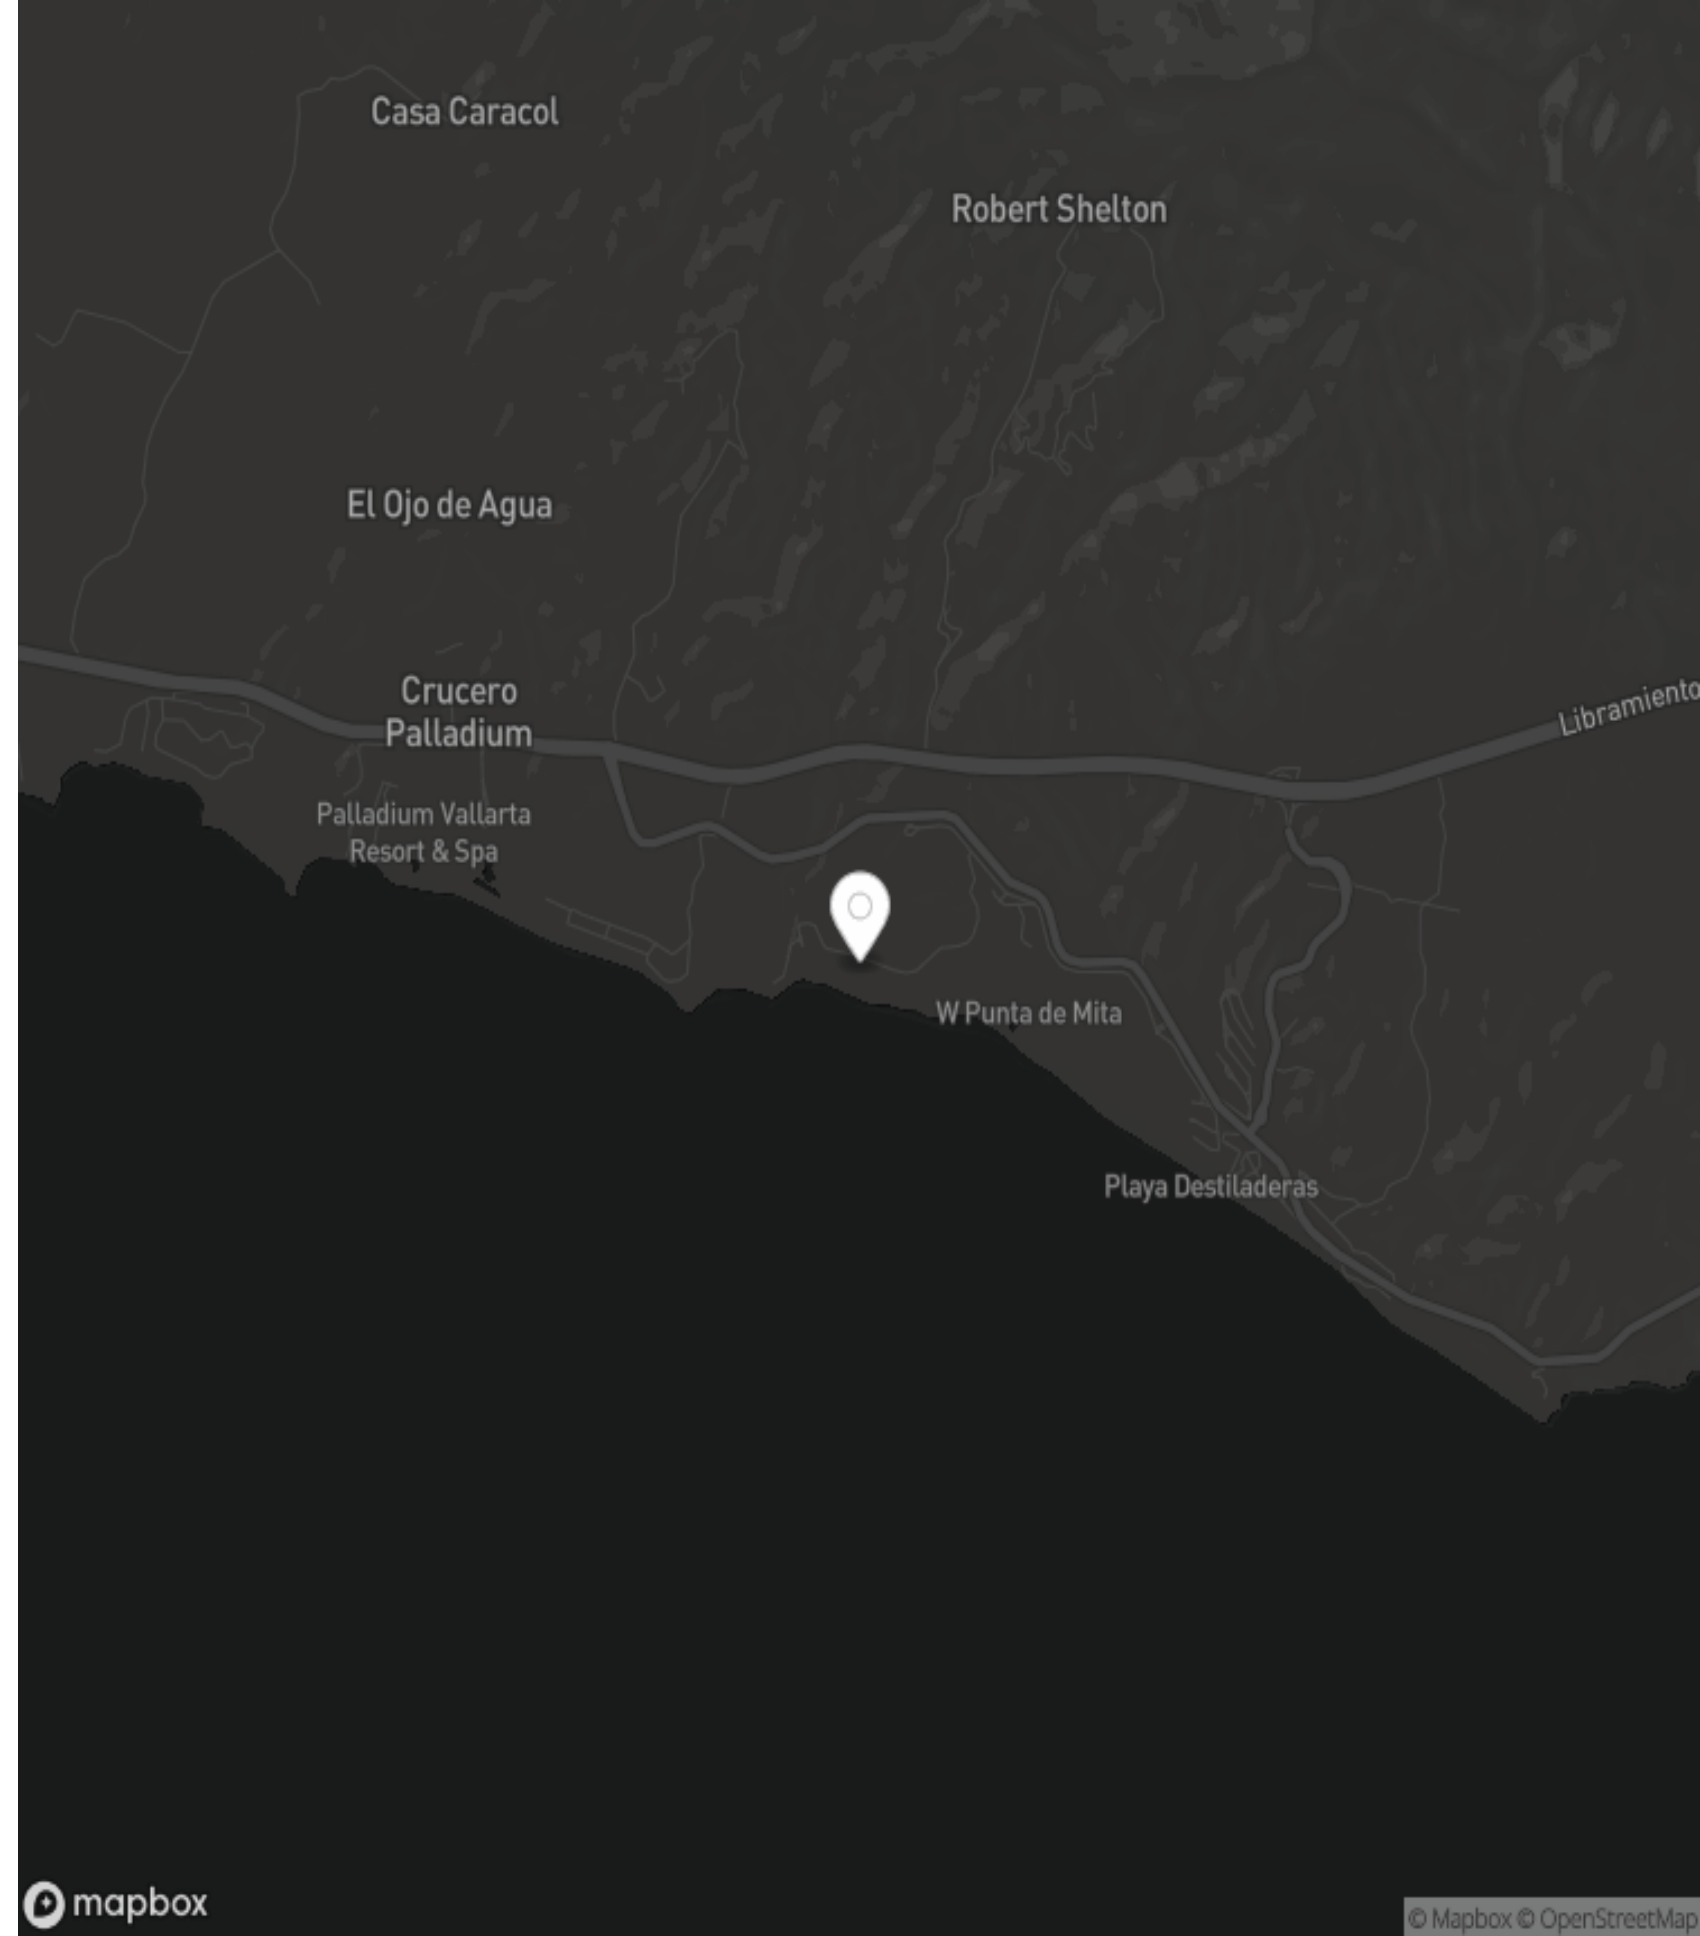 Casa Caracol
Robert Shelton
El Ojo de Agua
Crucero
Palladium
Libramiento
Palladium Vallarta
Resort & Spa
W Punta de Mita
Playa Destiladeras
mapbox
© Mapbox © OpenStreetMap